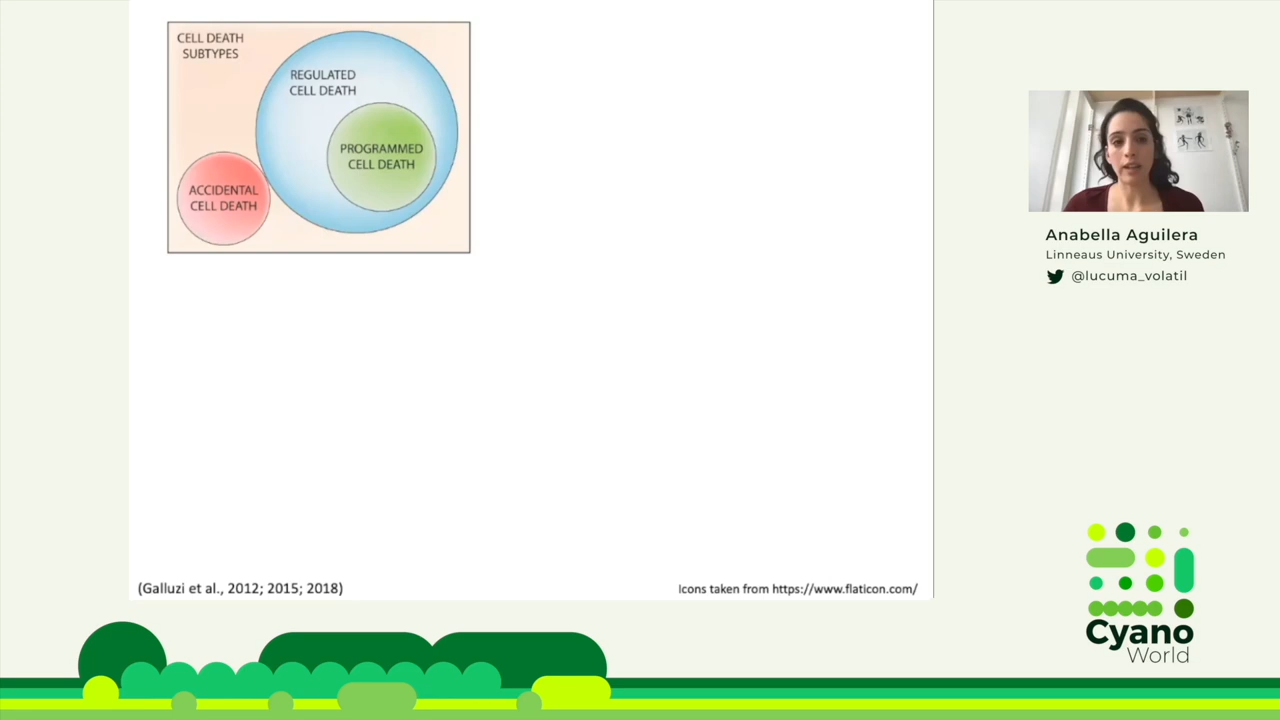 CELL DEATH
SUBTYPES
REGULATED
CELL DEATH
PROGRAMMED
CELL DEATH
ACCIDENTAL
CELL DEATH
(Galluzi et al., 2012; 2015; 2018)
Icons taken from https://www.flaticon.com/
Anabella Aguilera
Linneaus University, Sweden
@lucuma_volatil
Cyano
World